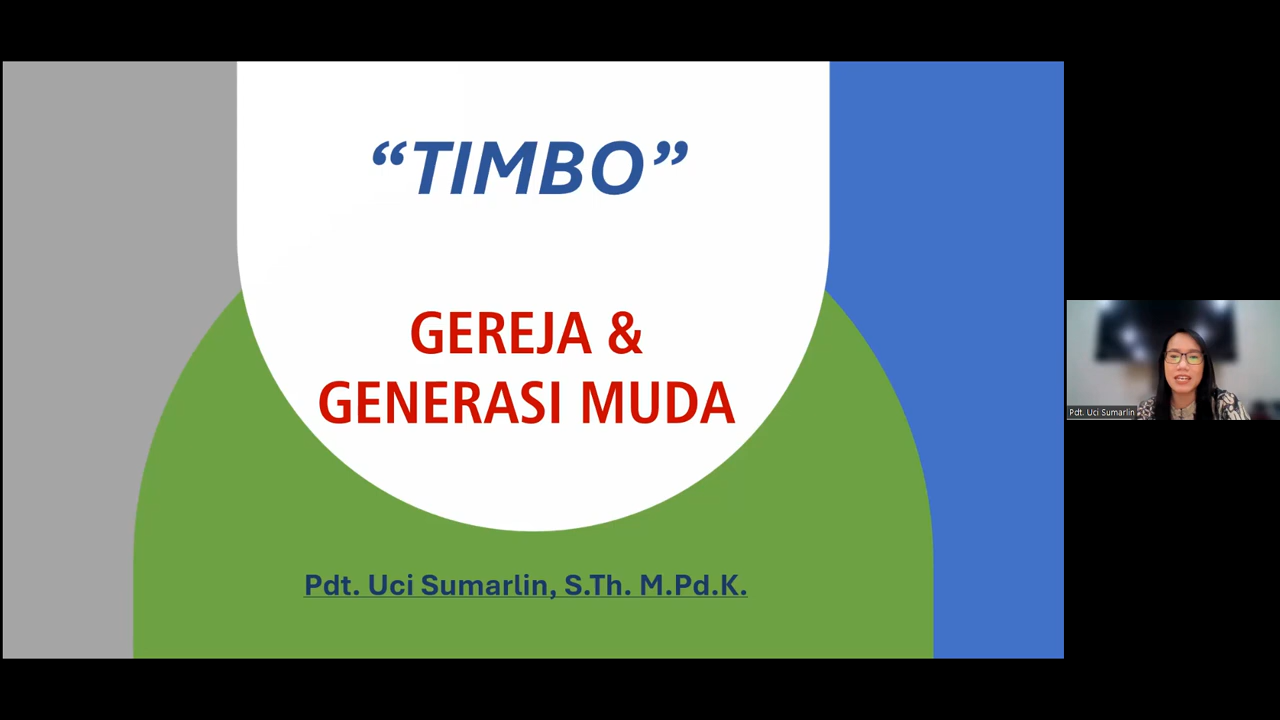 “TIMBO”
GEREJA &
GENERASI MUDA
Pdt. Uci Sumarlin, S.Th. M.Pd.K.
Pdt. Uci Sumarlin